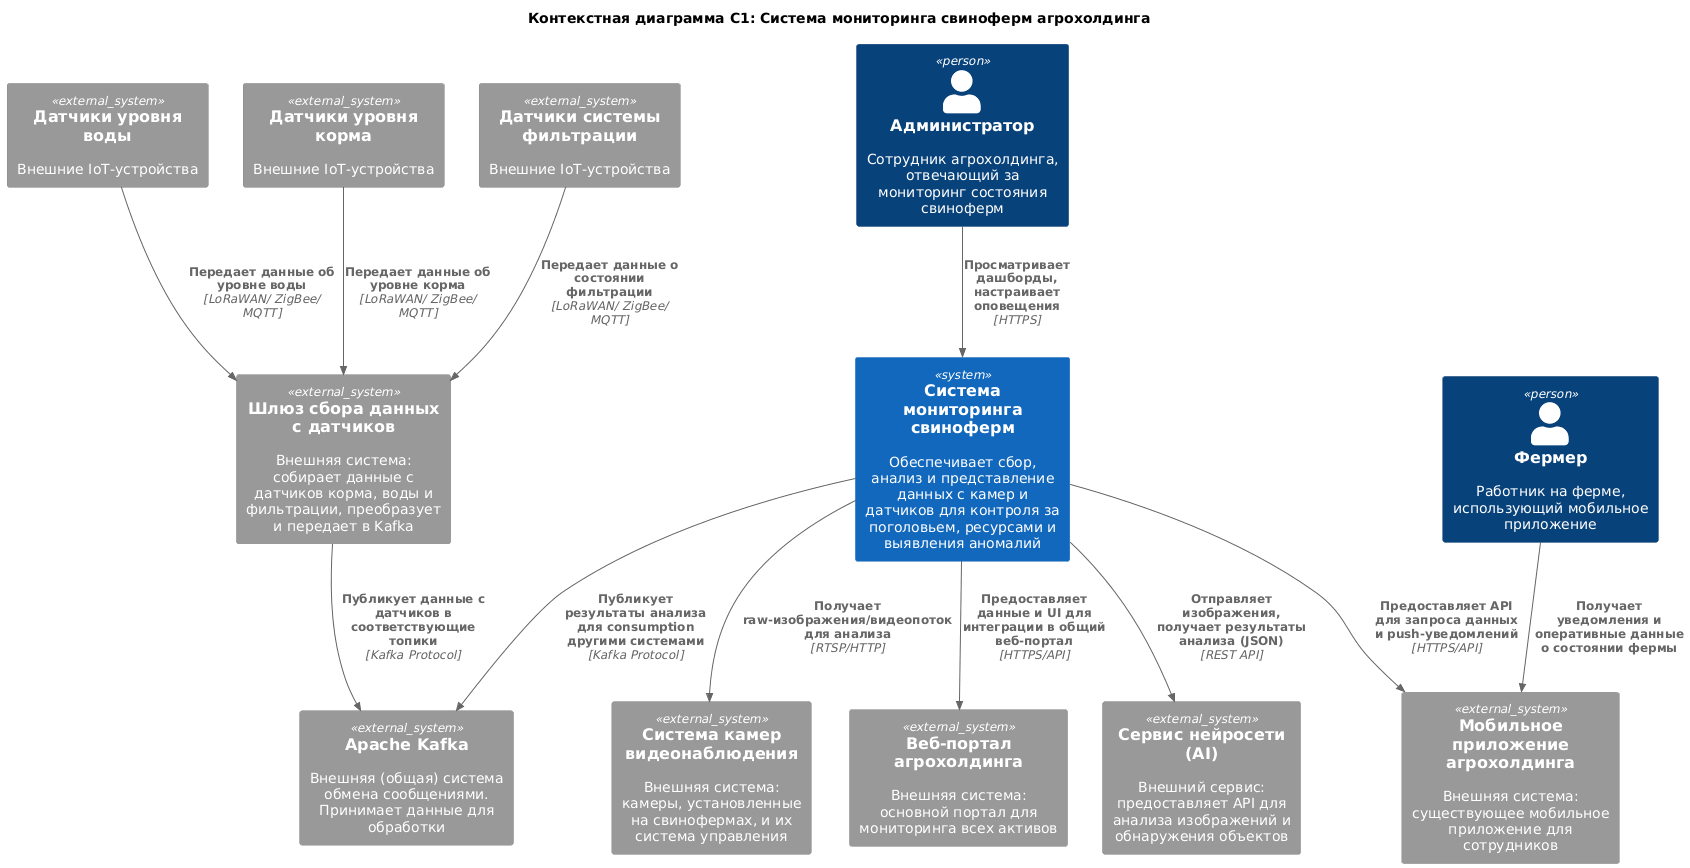 Контекстная диаграмма C1: Система мониторинга свиноферм агрохолдинга
«external_system»
Датчики уровня
воды
Внешние IoT-устройства
«external_system»
Датчики уровня
корма
Внешние IoT-устройства
«external_system»
Датчики системы
фильтрации
Внешние IoT-устройства
«person»
Администратор
Сотрудник агрохолдинга,
отвечающий за
мониторинг состояния
свиноферм
Передает данные об
уровне воды
[LoRaWAN/ ZigBee/
MQTT]
Передает данные об
уровне корма
[LoRaWAN/ ZigBee/
MQTT]
Передает данные о
состоянии
фильтрации
[LoRaWAN/ ZigBee/
MQTT]
Просматривает
дашборды,
настраивает
оповещения
[HTTPS]
«external_system»
Шлюз сбора данных
с датчиков
Внешняя система:
собирает данные с
датчиков корма, воды и
фильтрации, преобразует
и передает в Kafka
«system»
Система
мониторинга
свиноферм
Обеспечивает сбор,
анализ и представление
данных с камер и
датчиков для контроля за
поголовьем, ресурсами и
выявления аномалий
«person»
Фермер
Работник на ферме,
использующий мобильное
приложение
Публикует данные с
датчиков в
соответствующие
топики
[Kafka Protocol]
Публикует
результаты анализа
для consumption
другими системами
[Kafka Protocol]
Получает
raw-изображения/видеопоток
для анализа
[RTSP/HTTP]
Предоставляет
данные и UI для
интеграции в общий
веб-портал
[HTTPS/API]
Отправляет
изображения,
получает результаты
анализа (JSON)
[REST API]
Предоставляет API
для запроса данных
и push-уведомлений
[HTTPS/API]
Получает
уведомления и
оперативные данные
о состоянии фермы
«external_system»
Apache Kafka
Внешняя (общая) система
обмена сообщениями.
Принимает данные для
обработки
«external_system»
Система камер
видеонаблюдения
Внешняя система:
камеры, установленные
на свинофермах, и их
система управления
«external_system»
Веб-портал
агрохолдинга
Внешняя система:
основной портал для
мониторинга всех активов
«external_system»
Сервис нейросети
(AI)
Внешний сервис:
предоставляет API для
анализа изображений и
обнаружения объектов
«external_system»
Мобильное
приложение
агрохолдинга
Внешняя система:
существующее мобильное
приложение для
сотрудников